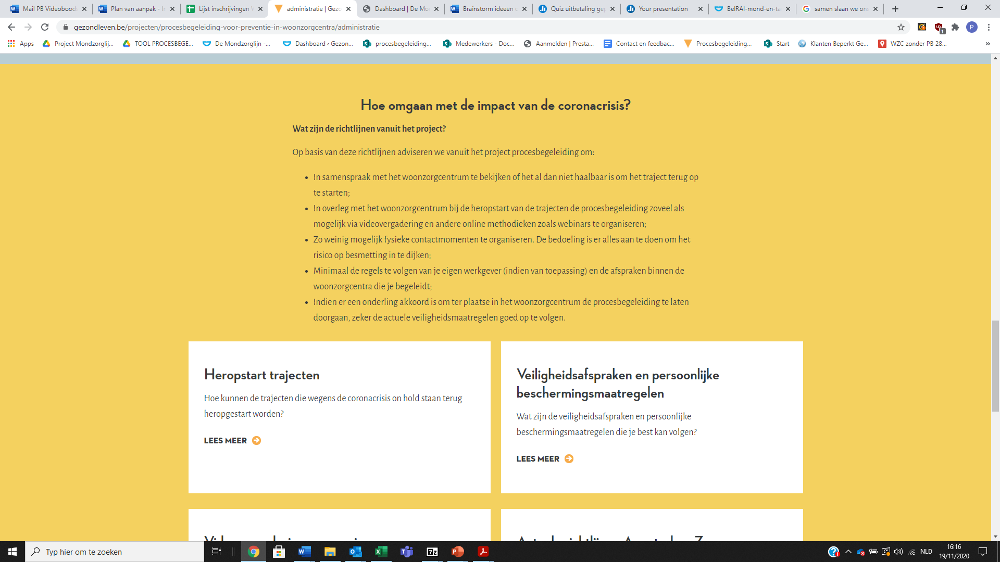 Mail PB Videoboods
Plan van aanpak - In
Lijst inschrijvingen W
administratie | Gezo
Dashboard | De Mo
Brainstorm ideeën o
Quiz uitbetaling gep
Your presentation
BelRAI-mond-en-ta
samen slaan we ons
gezondleven.be/projecten/procesbegeleiding-voor-preventie-in-woonzorgcentra/administratie
1
P
Apps
Project Mondzorglij...
TOOL PROCESBEGE...
De Mondzorglijn -...
Dashboard ‹ Gezon...
procesbegeleiding...
Medewerkers - Doc...
Aanmelden | Presta...
Contact en feedbac...
Procesbegeleiding...
Start
Klanten Beperkt Ge...
WZC zonder PB 28...
»
Hoe omgaan met de impact van de coronacrisis?
Wat zijn de richtlijnen vanuit het project?
Op basis van deze richtlijnen adviseren we vanuit het project procesbegeleiding om:
• In samenspraak met het woonzorgcentrum te bekijken of het al dan niet haalbaar is om het traject terug op
te starten;
• In overleg met het woonzorgcentrum bij de heropstart van de trajecten de procesbegeleiding zoveel als
mogelijk via videovergadering en andere online methodieken zoals webinars te organiseren;
• Zo weinig mogelijk fysieke contactmomenten te organiseren. De bedoeling is er alles aan te doen om het
risico op besmetting in te dijken;
• Minimaal de regels te volgen van je eigen werkgever (indien van toepassing) en de afspraken binnen de
woonzorgcentra die je begeleidt;
• Indien er een onderling akkoord is om ter plaatse in het woonzorgcentrum de procesbegeleiding te laten
doorgaan, zeker de actuele veiligheidsmaatregelen goed op te volgen.
Heropstart trajecten
Hoe kunnen de trajecten die wegens de coronacrisis on hold staan terug
heropgestart worden?
LEES MEER
Veiligheidsafspraken en persoonlijke
beschermingsmaatregelen
Wat zijn de veiligheidsafspraken en persoonlijke
beschermingsmaatregelen die je best kan volgen?
LEES MEER
Typ hier om te zoeken
NLD
16:16
19/11/2020